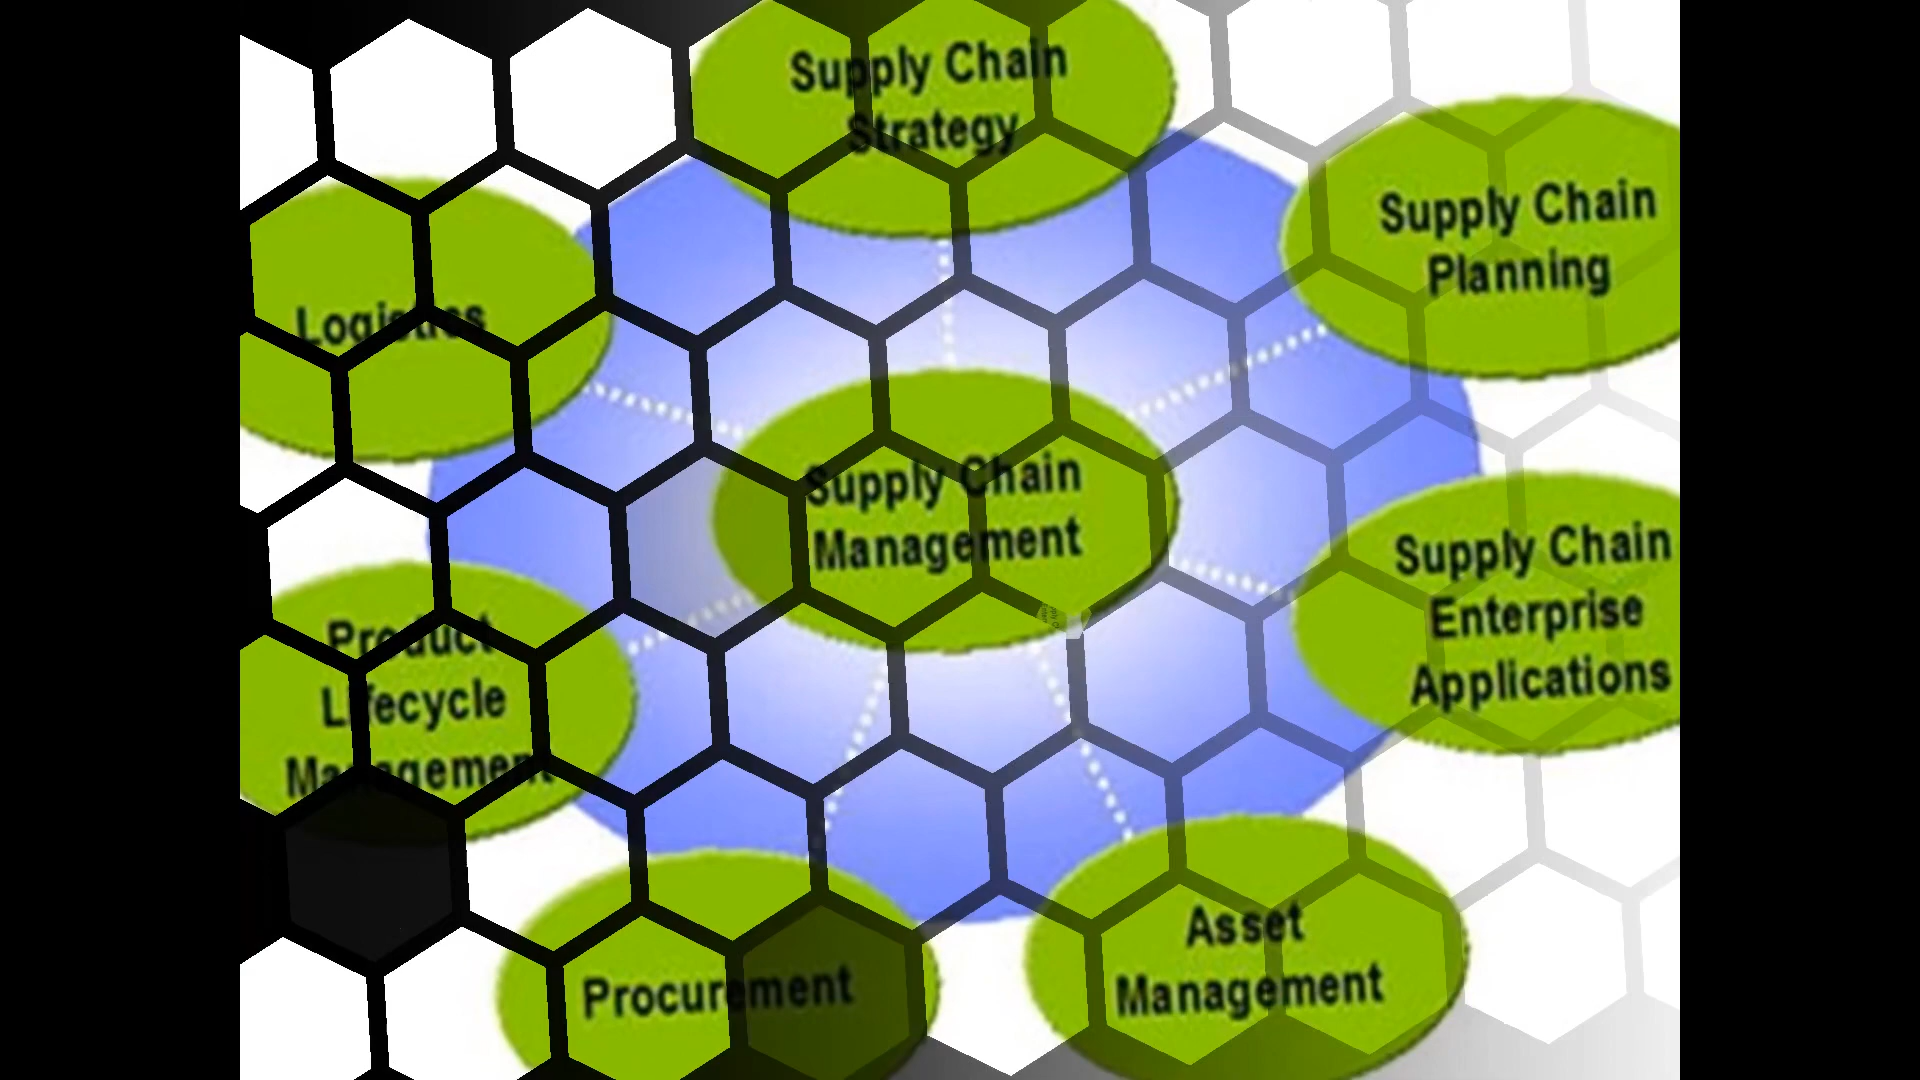 Supply Chain
Strategy
Supply Chain
Planning
Logistics
Supply Chain
Management
Supply Chain
Enterprise
Applications
Product
Lifecycle
Management
Asset
Management
Procurement